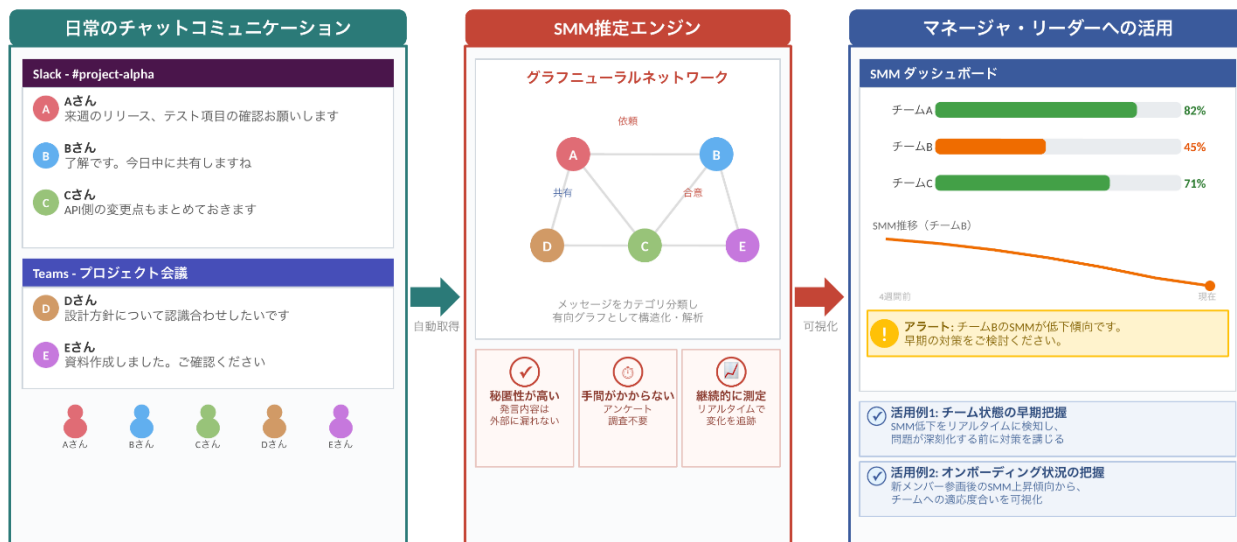 日常のチャットコミュニケーション
Slack - #project-alpha
A
Aさん
来週のリリース、テスト項目の確認お願いします
B
Bさん
了解です。今日中に共有しますね
C
Cさん
API側の変更点もまとめておきます
Teams - プロジェクト会議
D
Dさん
設計方針について認識合わせしたいです
E
Eさん
資料作成しました。ご確認ください
Aさん
Bさん
Cさん
Dさん
Eさん
自動取得
SMM推定エンジン
グラフニューラルネットワーク
依頼
A
B
共有
合意
D
C
E
メッセージをカテゴリ分類し
有向グラフとして構造化・解析
秘匿性が高い
発言内容は
外部に漏れない
手間がかからない
アンケート
調査不要
継続的に測定
リアルタイムで
変化を追跡
可視化
マネージャ・リーダーへの活用
SMM ダッシュボード
チームA
82%
チームB
45%
チームC
71%
SMM推移（チームB）
4週間前
現在
!
アラート: チームBのSMMが低下傾向です。
早期の対策をご検討ください。
活用例1: チーム状態の早期把握
SMM低下をリアルタイムに検知し、
問題が深刻化する前に対策を講じる
活用例2: オンボーディング状況の把握
新メンバー参画後のSMM上昇傾向から、
チームへの適応度合いを可視化